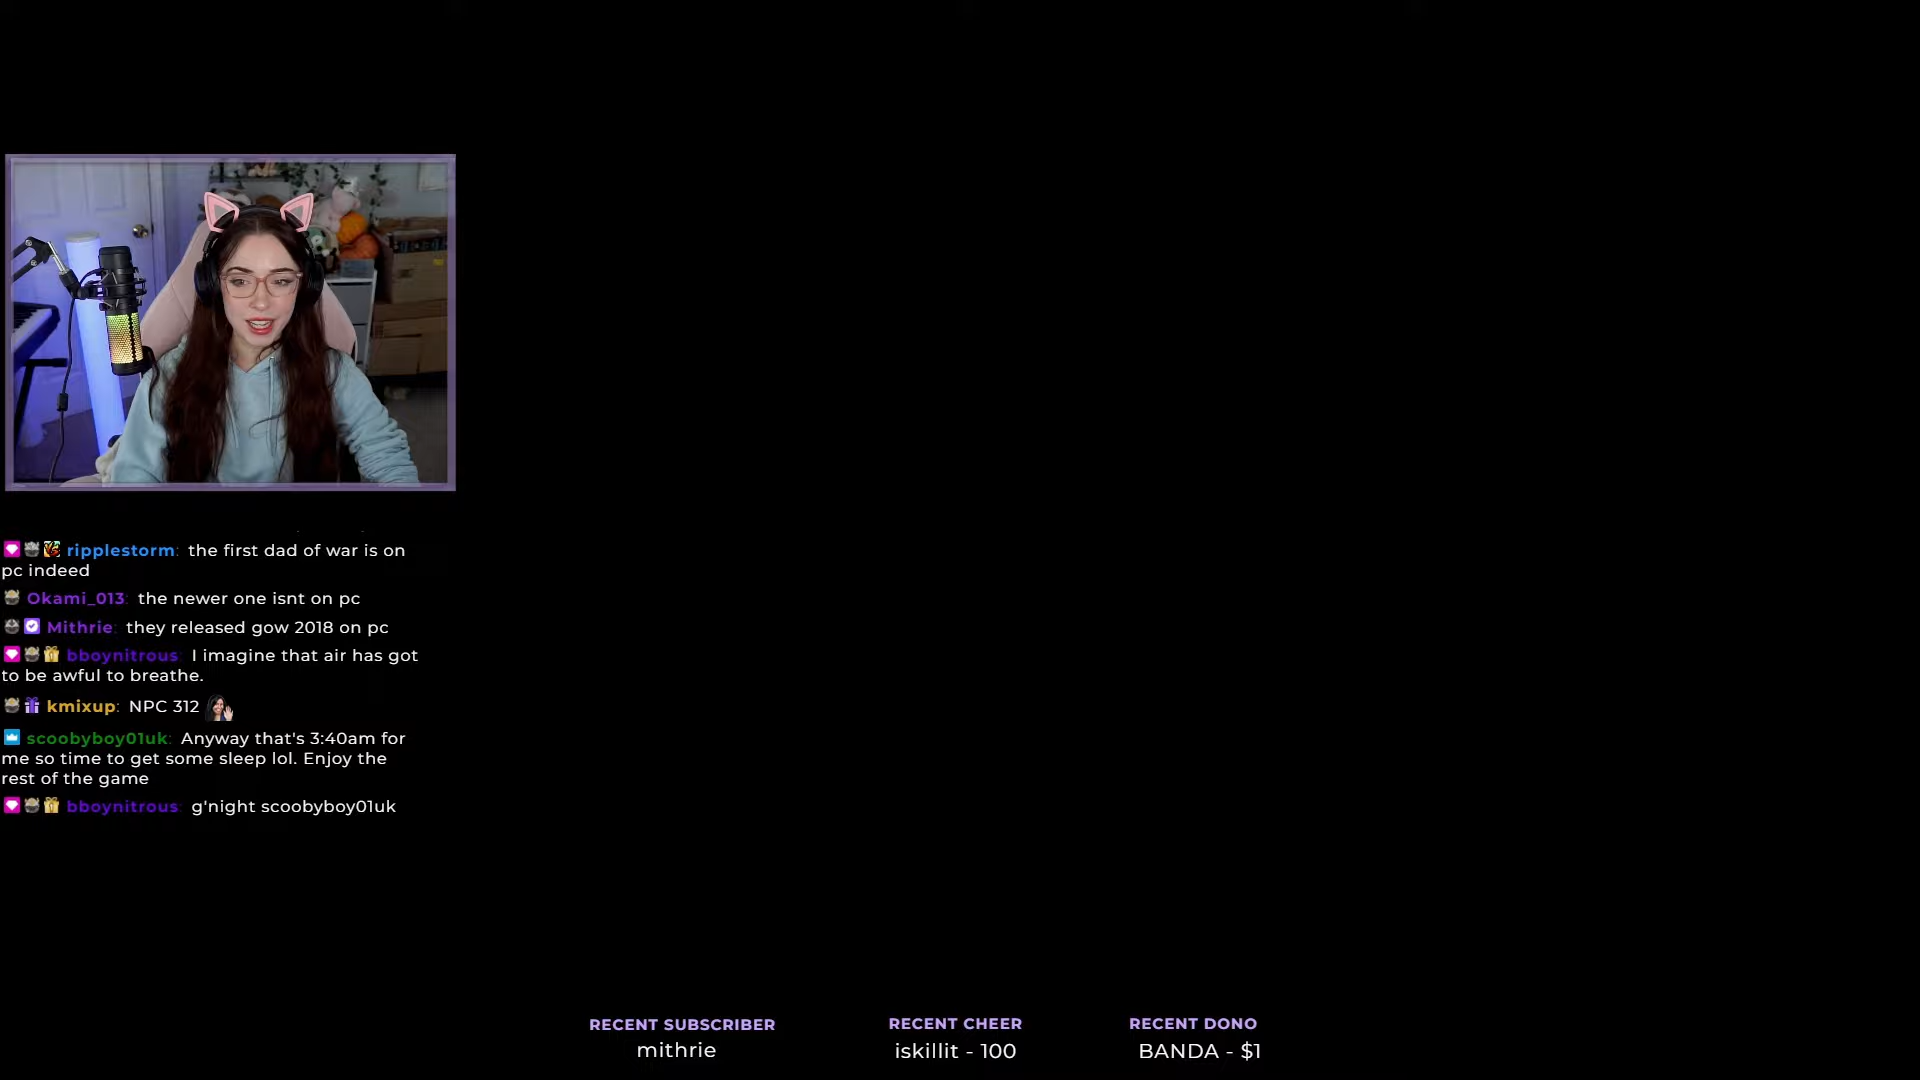 ripplestorm: the first dad of war is on
pc indeed
Okami_013: the newer one isnt on pc
Mithrie: they released gow 2018 on pc
bboynitrous: I imagine that air has got
to be awful to breathe.
kmixup: NPC 312
scoobyboy01uk: Anyway that's 3:40am for
me so time to get some sleep lol. Enjoy the
rest of the game
bboynitrous: g'night scoobyboy01uk
RECENT SUBSCRIBER
mithrie
RECENT CHEER
iskillit - 100
RECENT DONO
BANDA - $1